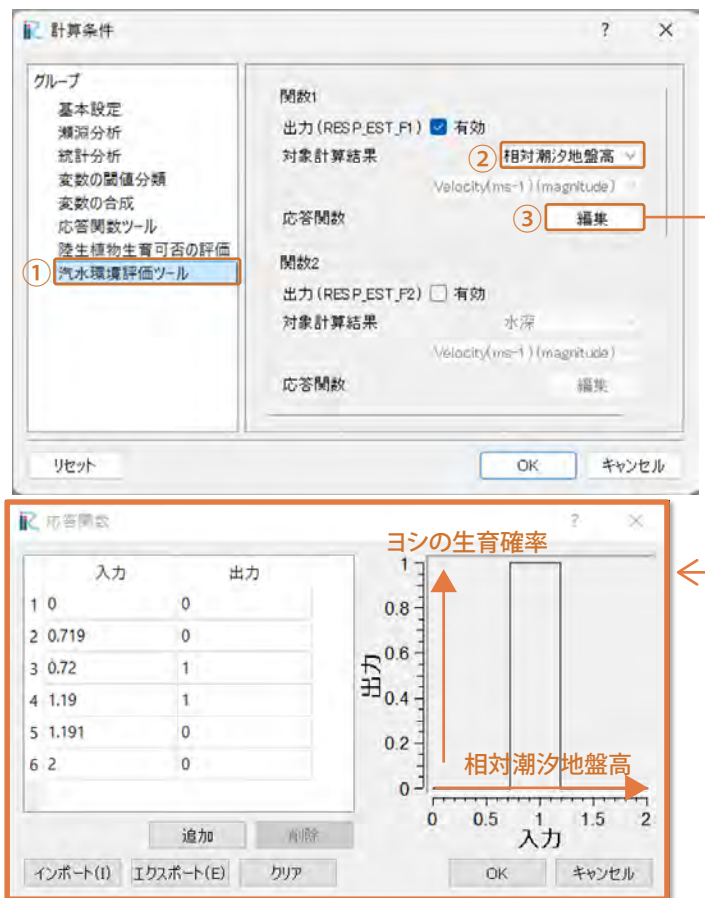 計算条件
?
×
グループ
基本設定
瀬淵分析
統計分析
変数の閾値分類
変数の合成
応答関数ツール
陸生植物生育可否の評価
① 汽水環境評価ツール
関数1
出力(RESP_EST_F1) 有効
対象計算結果 ② 相対潮汐地盤高
Velocity(ms-1)(magnitude)
応答関数 ③ 編集
関数2
出力(RESP_EST_F2) 有効
対象計算結果 水深
Velocity(ms-1)(magnitude)
応答関数 編集
リセット OK キャンセル
応答関数
?
×
入力 出力
1 0 0
2 0.719 0
3 0.72 1
4 1.19 1
5 1.191 0
6 2 0
追加 削除
インポート(I) エクスポート(E) クリア
ヨシの生育確率
1
0.8
0.6
0.4
0.2
0
出力
相対潮汐地盤高
0 0.5 1 1.5 2
入力
OK キャンセル